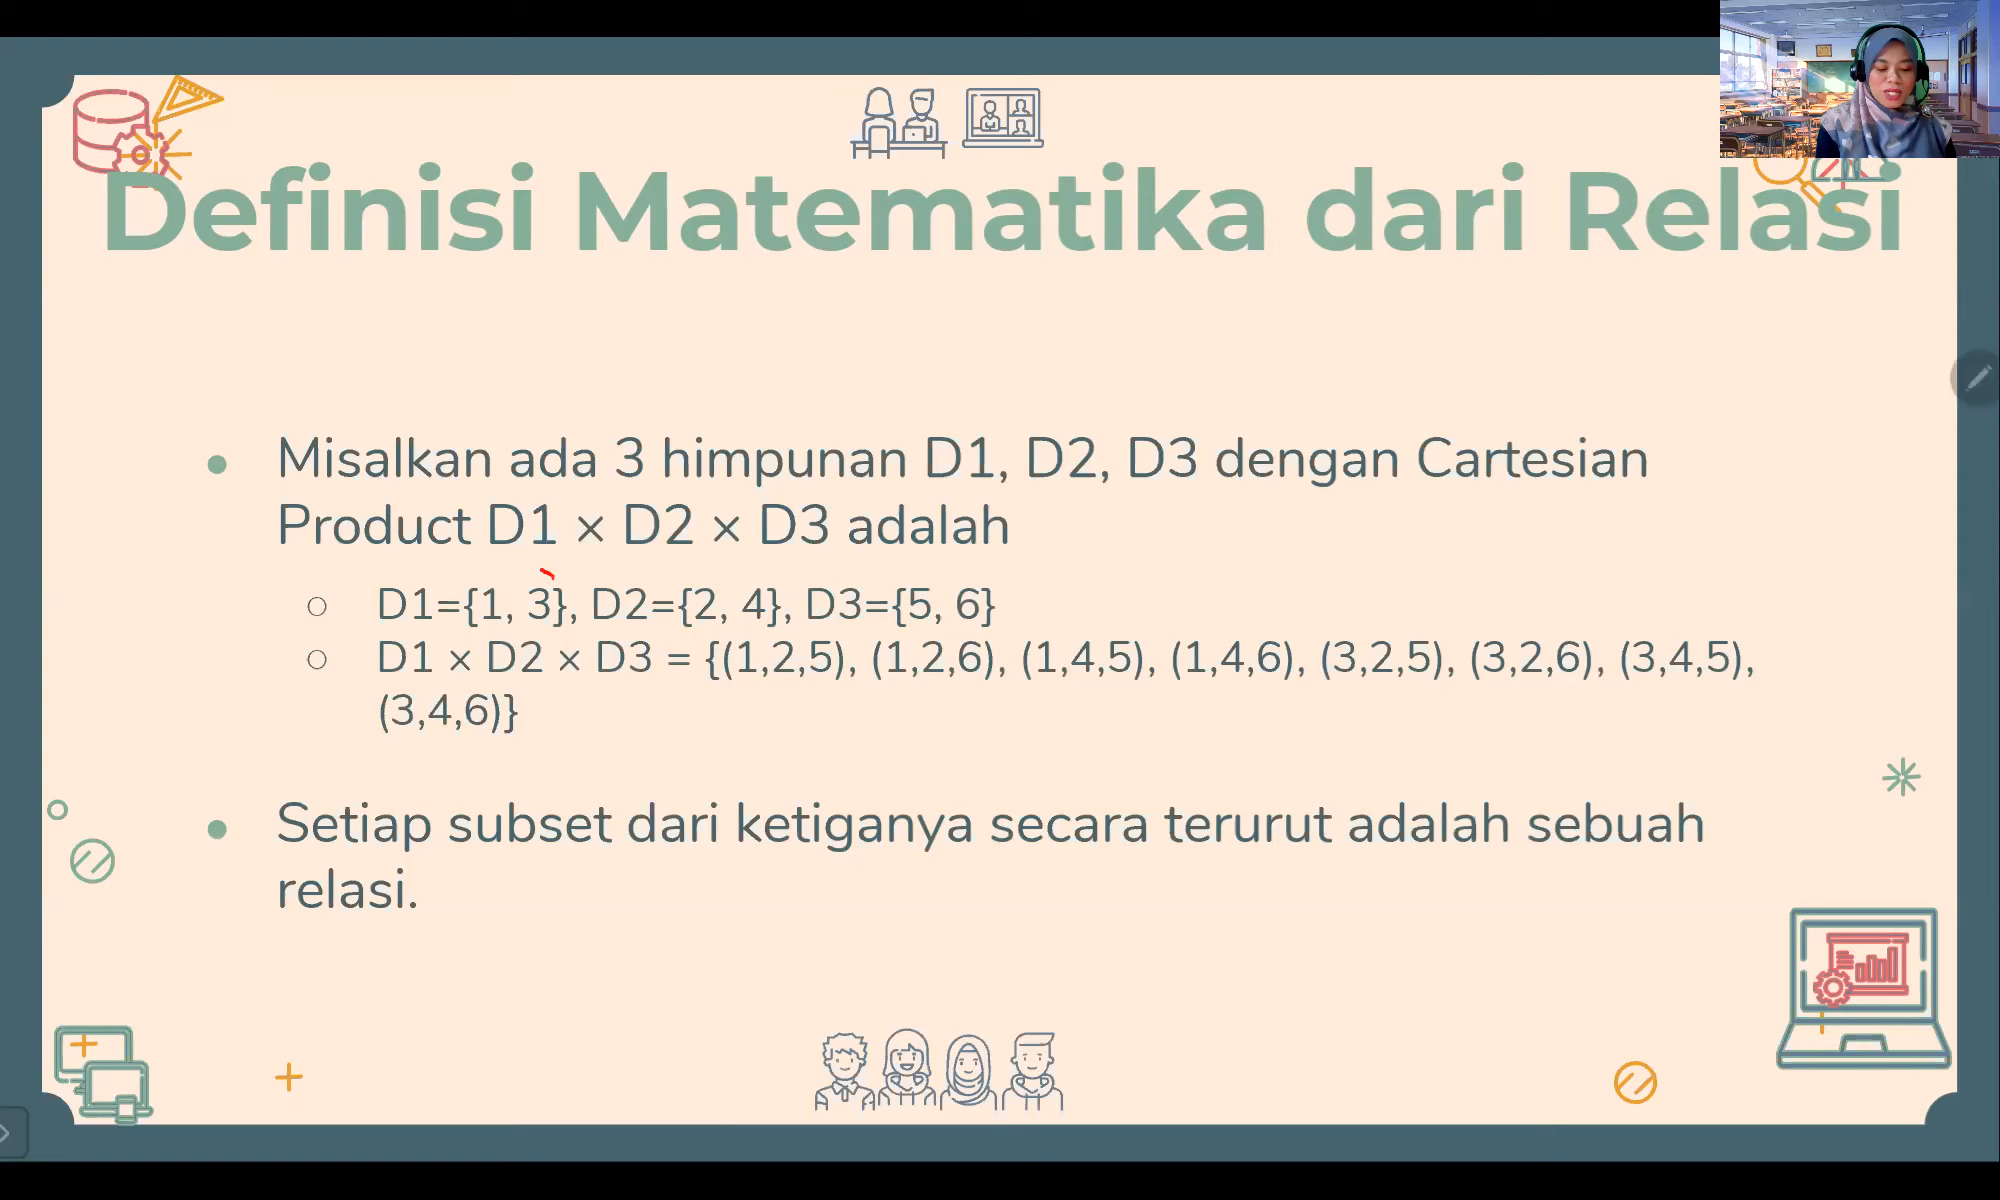 Definisi Matematika dari Relasi
Misalkan ada 3 himpunan D1, D2, D3 dengan Cartesian
Product D1 × D2 × D3 adalah
D1={1, 3}, D2={2, 4}, D3={5, 6}
D1 × D2 × D3 = {(1,2,5), (1,2,6), (1,4,5), (1,4,6), (3,2,5), (3,2,6), (3,4,5),
(3,4,6)}
Setiap subset dari ketiganya secara terurut adalah sebuah
relasi.